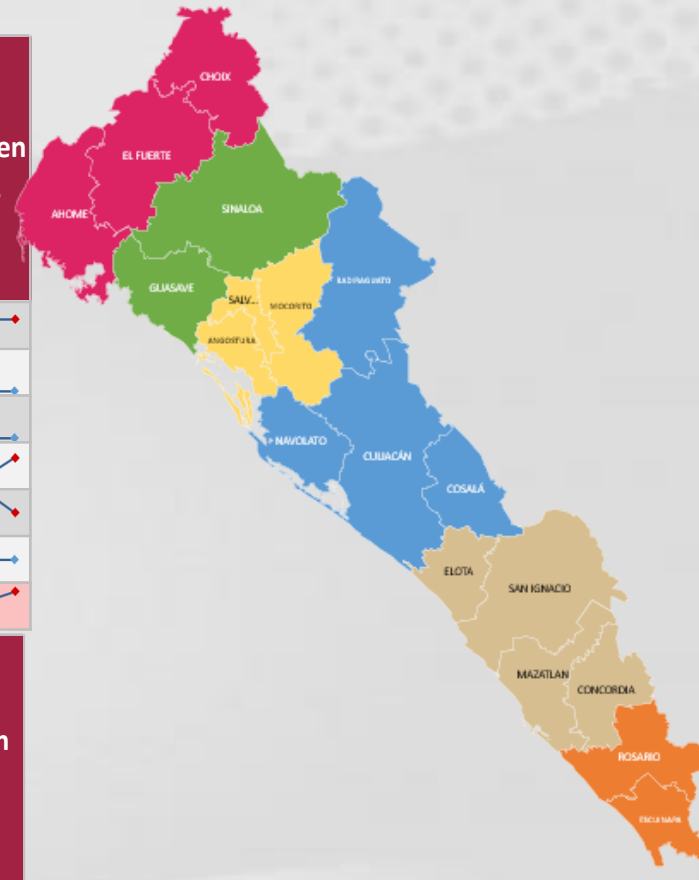 CHOIX
en
EL FUERTE
SINALOA
AHOME
BADIRAGUATO
GUASAVE
SALV...
MOCORITO
ANGOSTURA
NAVOLATO
CULIACÁN
COSALÁ
ELOTA
SAN IGNACIO
MAZATLAN
CONCORDIA
ROSARIO
ESCUINAPA